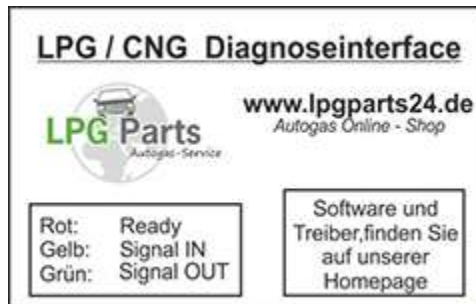 LPG / CNG Diagnoseinterface
www.lpgparts24.de
Autogas Online - Shop
LPG Parts
Autogas-Service
Rot: Ready
Gelb: Signal IN
Grün: Signal OUT
Software und
Treiber,finden Sie
auf unserer
Homepage